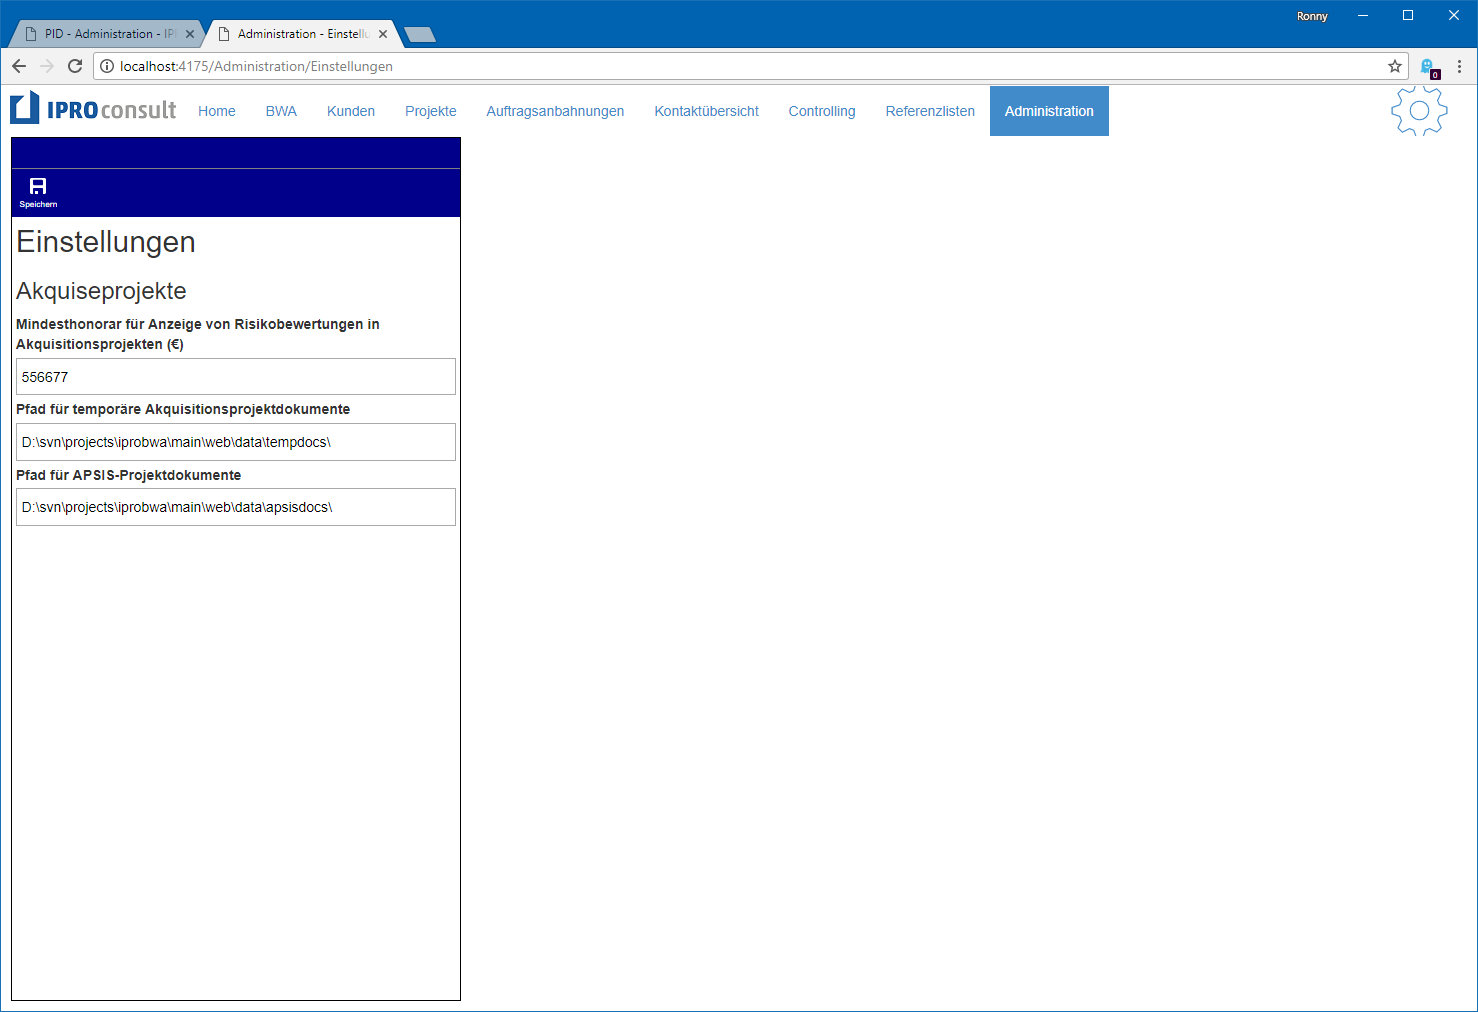 Ronny
PID - Administration - IP
Administration - Einstell
localhost:4175/Administration/Einstellungen
0
IPROconsult
Home
BWA
Kunden
Projekte
Auftragsanbahnungen
Kontaktübersicht
Controlling
Referenzlisten
Administration
Speichern
Einstellungen
Akquiseprojekte
Mindesthonorar für Anzeige von Risikobewertungen in
Akquisitionsprojekten (€)
556677
Pfad für temporäre Akquisitionsprojektdokumente
D:\svn\projects\iprobwa\main\web\data\tempdocs\
Pfad für APSIS-Projektdokumente
D:\svn\projects\iprobwa\main\web\data\apsisdocs\